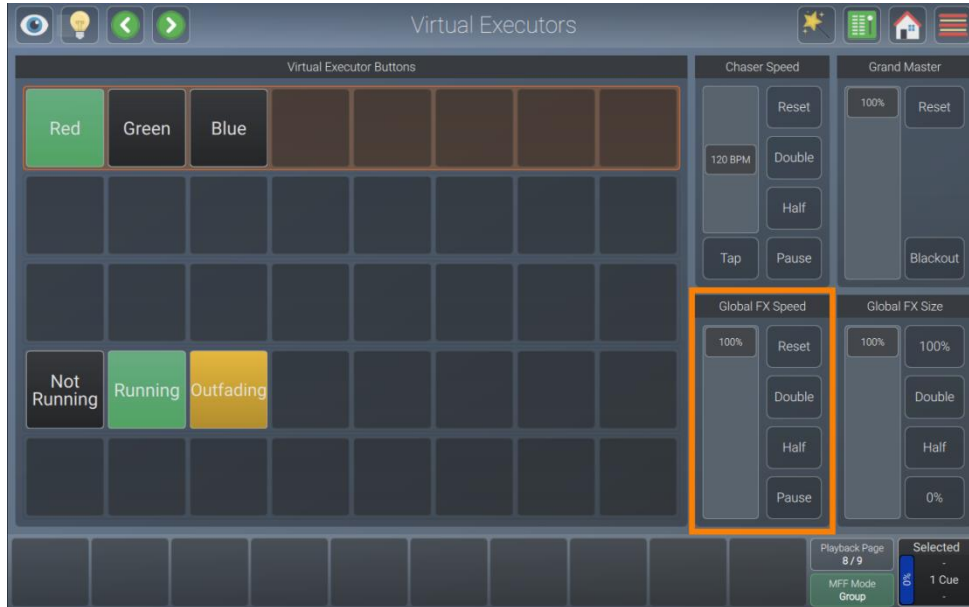 Virtual Executors
Virtual Executor Buttons
Red
Green
Blue
Not
Running
Running
Outfading
Chaser Speed
120 BPM
Reset
Double
Half
Tap
Pause
Grand Master
100%
Reset
Blackout
Global FX Speed
100%
Reset
Double
Half
Pause
Global FX Size
100%
100%
Double
Half
0%
Playback Page
8 / 9
MFF Mode
Group
0%
Selected
-
1 Cue
-